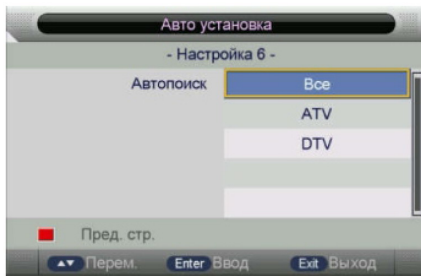 Авто установка
- Настройка 6 -
Автопоиск Все
ATV
DTV
Пред. стр.
Перем. Enter Ввод Exit Выход